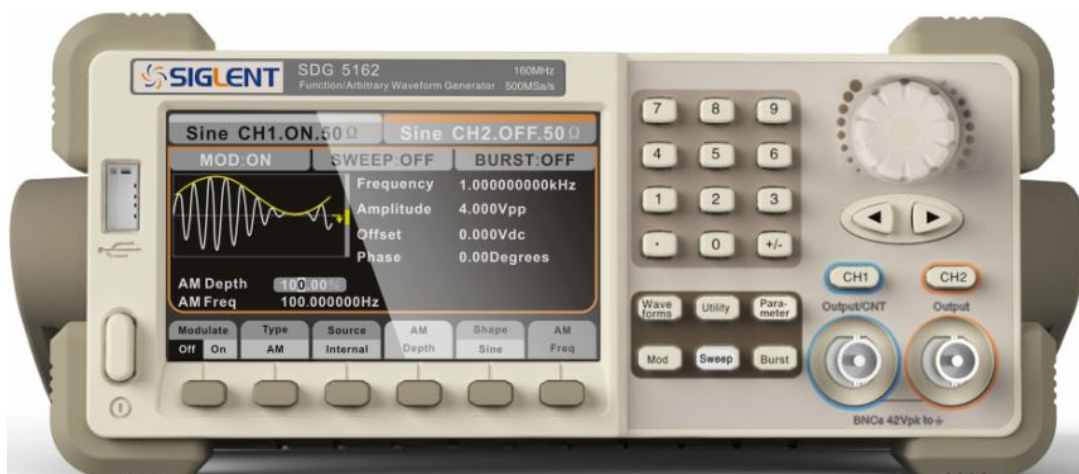 SIGLENT
SDG 5162 160MHz
Function/Arbitrary Waveform Generator 500MSa/s
Sine CH1.ON.50Ω Sine CH2.OFF.50Ω
MOD:ON SWEEP:OFF BURST:OFF
Frequency 1.000000000kHz
Amplitude 4.000Vpp
Offset 0.000Vdc
Phase 0.00Degrees
AM Depth 100.00%
AM Freq 100.000000Hz
Modulate Type Source AM Shape AM
Off On AM Internal Depth Sine Freq
7 8 9
4 5 6
1 2 3
. 0 +/-
Wave
forms Utility Para-
meter
Mod Sweep Burst
CH1 CH2
Output/CNT Output
BNCs 42Vpk to ⏚